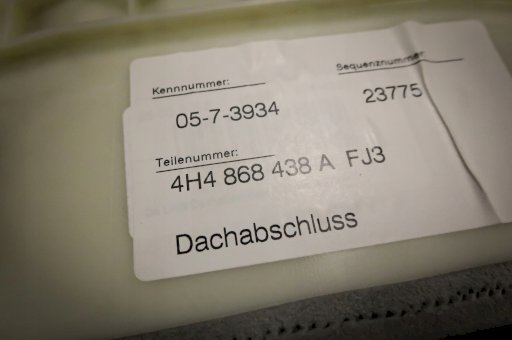 Kennnummer:
Sequenznummer
05-7-3934
23775
Teilenummer:
4H4 868 438 A FJ3
Dachabschluss